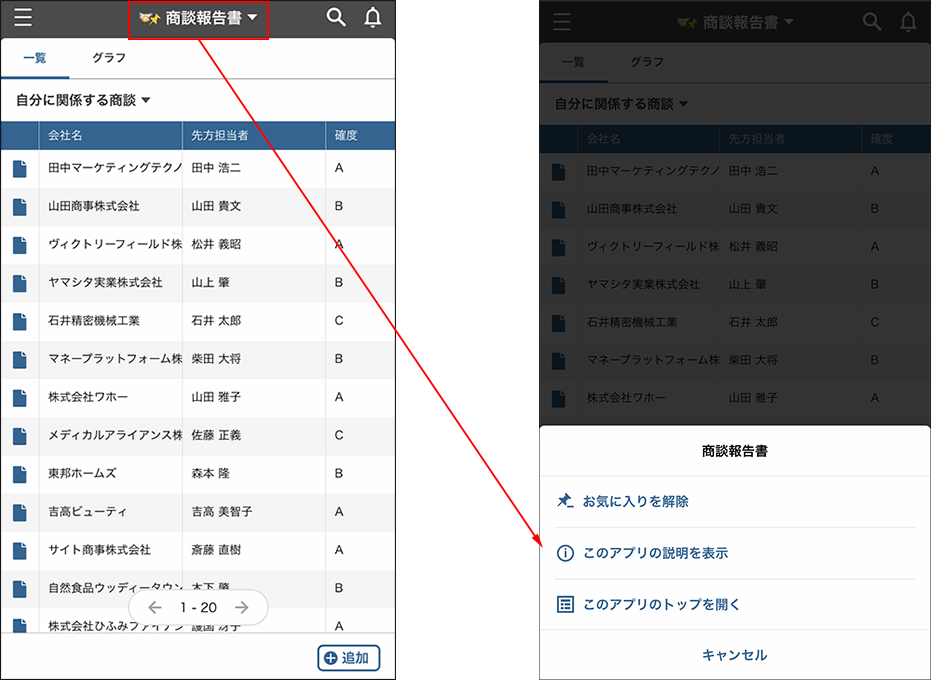 商談報告書
一覧 グラフ
自分に関係する商談
会社名 先方担当者 確度
田中マーケティングテクノ 田中 浩二 A
山田商事株式会社 山田 貴文 B
ヴィクトリーフィールド株 松井 義昭 A
ヤマシタ実業株式会社 山上 肇 B
石井精密機械工業 石井 太郎 C
マネープラットフォーム株 柴田 大将 B
株式会社ワホー 山田 雅子 A
メディカルアライアンス株 佐藤 正義 C
東邦ホームズ 森本 隆 B
吉高ビューティ 吉高 美智子 A
サイト商事株式会社 斎藤 直樹 A
自然食品ウッディータウン 木下 肇 B
株式会社ひふみファイナン A
1 - 20
追加
商談報告書
一覧 グラフ
自分に関係する商談
会社名 先方担当者 確度
田中マーケティングテクノ 田中 浩二 A
山田商事株式会社 山田 貴文 B
ヴィクトリーフィールド株 松井 義昭 A
ヤマシタ実業株式会社 山上 肇 B
石井精密機械工業 石井 太郎 C
マネープラットフォーム株 柴田 大将 B
株式会社ワホー 山田 雅子 A
商談報告書
お気に入りを解除
このアプリの説明を表示
このアプリのトップを開く
キャンセル